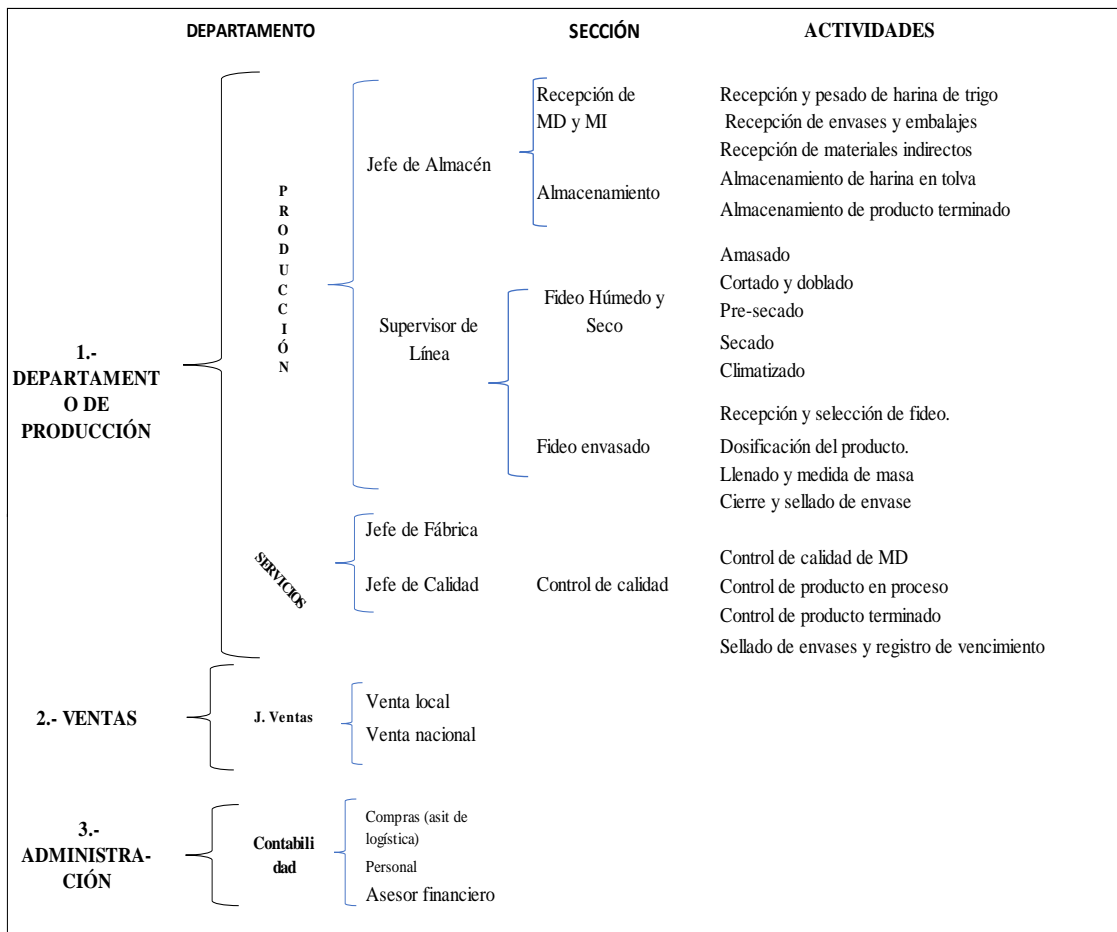 DEPARTAMENTO SECCIÓN ACTIVIDADES
1.-
DEPARTAMENT
O DE
PRODUCCIÓN
PRODUCCIÓN
Jefe de Almacén
Recepción de
MD y MI
Recepción y pesado de harina de trigo
Recepción de envases y embalajes
Recepción de materiales indirectos
Almacenamiento
Almacenamiento de harina en tolva
Almacenamiento de producto terminado
Supervisor de
Línea
Fideo Húmedo y
Seco
Amasado
Cortado y doblado
Pre-secado
Secado
Climatizado
Fideo envasado
Recepción y selección de fideo.
Dosificación del producto.
Llenado y medida de masa
Cierre y sellado de envase
SERVICIOS
Jefe de Fábrica
Jefe de Calidad
Control de calidad
Control de calidad de MD
Control de producto en proceso
Control de producto terminado
Sellado de envases y registro de vencimiento
2.- VENTAS
J. Ventas
Venta local
Venta nacional
3.-
ADMINISTRA-
CIÓN
Contabili
dad
Compras (asit de
logística)
Personal
Asesor financiero